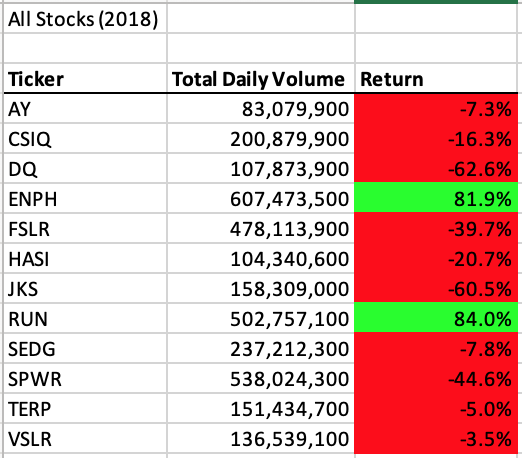 All Stocks (2018)
Ticker Total Daily Volume Return
AY 83,079,900 -7.3%
CSIQ 200,879,900 -16.3%
DQ 107,873,900 -62.6%
ENPH 607,473,500 81.9%
FSLR 478,113,900 -39.7%
HASI 104,340,600 -20.7%
JKS 158,309,000 -60.5%
RUN 502,757,100 84.0%
SEDG 237,212,300 -7.8%
SPWR 538,024,300 -44.6%
TERP 151,434,700 -5.0%
VSLR 136,539,100 -3.5%